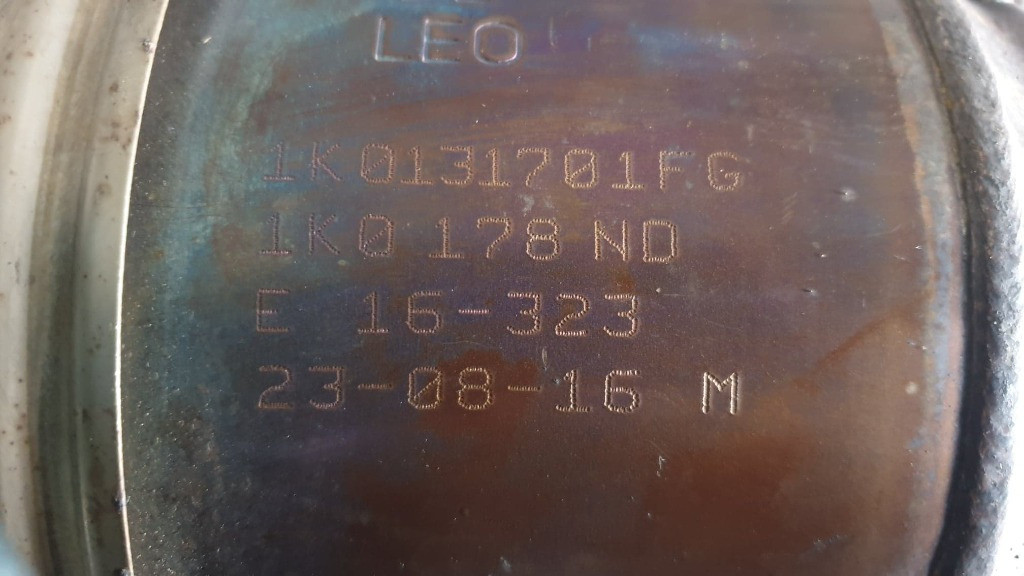 LEO
1K0131701FG
1K0 178 ND
E 16-323
23-08-16 M